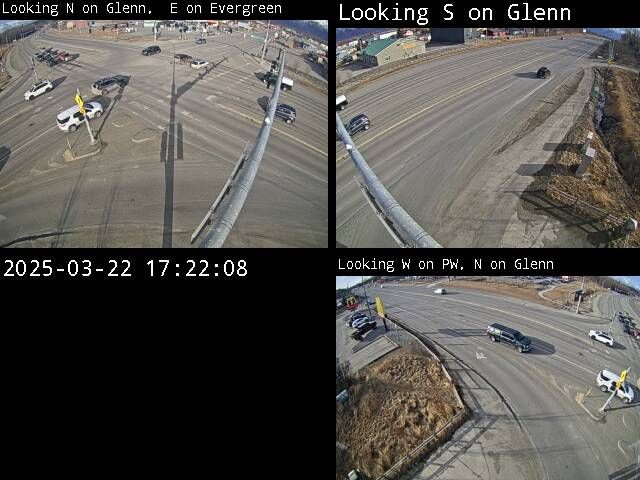 Looking N on Glenn, E on Evergreen
Looking S on Glenn
2025-03-22 17:22:08
Looking W on PW, N on Glenn